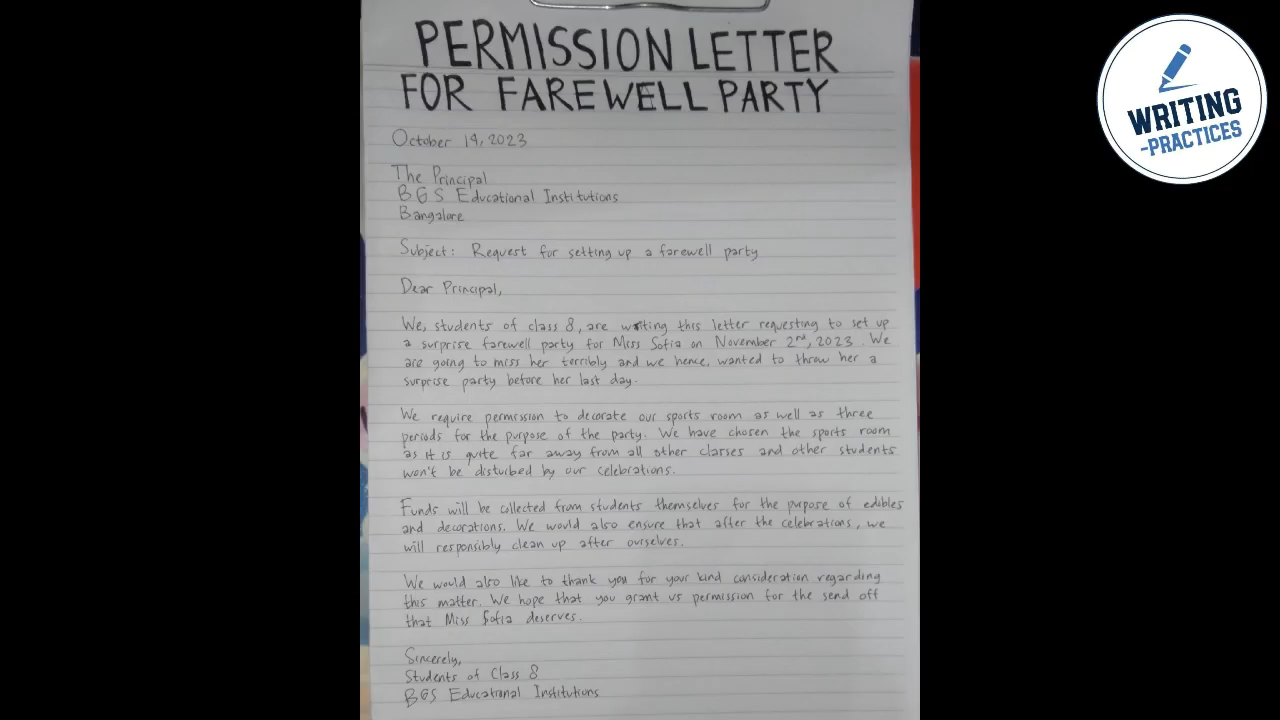 PERMISSION LETTER
FOR FAREWELL PARTY
October 19, 2023
The Principal
BGS Educational Institutions
Bangalore
Subject: Request for setting up a farewell party
Dear Principal,
We, students of class 8, are writing this letter requesting to set up
a surprise farewell party for Miss Sofia on November 2nd, 2023. We
are going to miss her terribly and we hence, wanted to throw her a
surprise party before her last day.
We require permission to decorate our sports room as well as three
periods for the purpose of the party. We have chosen the sports room
as it is quite far away from all other classes and other students
won't be disturbed by our celebrations.
Funds will be collected from students themselves for the purpose of edibles
and decorations. We would also ensure that after the celebrations, we
will responsibly clean up after ourselves.
We would also like to thank you for your kind consideration regarding
this matter. We hope that you grant us permission for the send off
that Miss Sofia deserves.
Sincerely,
Students of Class 8
BGS Educational Institutions
WRITING
-PRACTICES